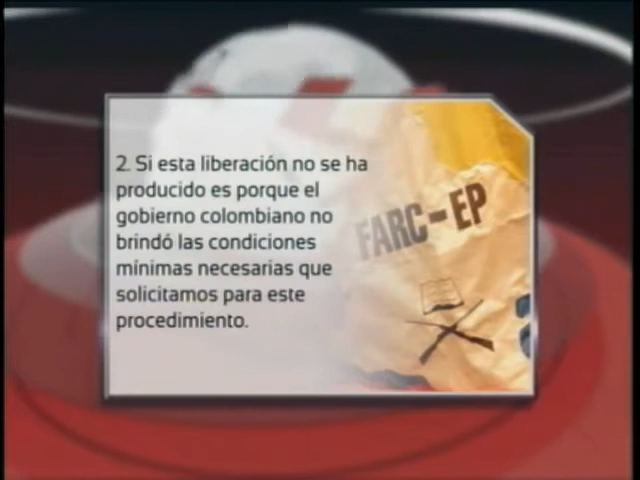 2. Si esta liberación no se ha
producido es porque el
gobierno colombiano no
brindó las condiciones
mínimas necesarias que
solicitamos para este
procedimiento.
FARC-EP